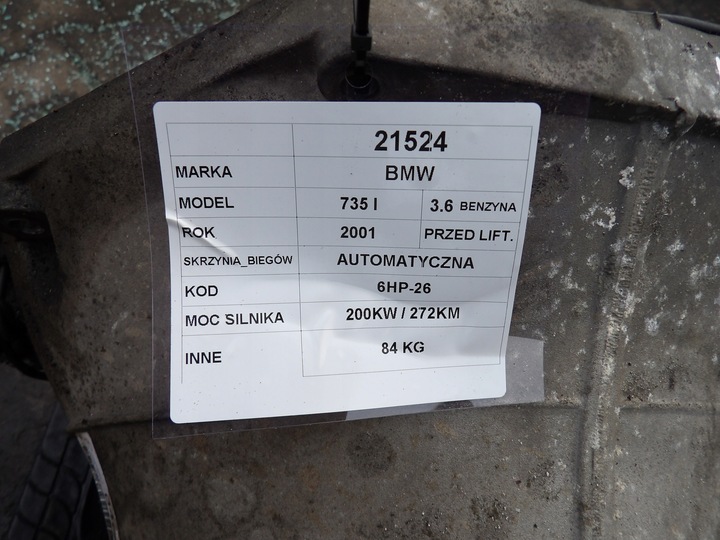 21524
MARKA BMW
MODEL 735 I 3.6 BENZYNA
ROK 2001 PRZED LIFT.
SKRZYNIA_BIEGÓW AUTOMATYCZNA
KOD 6HP-26
MOC SILNIKA 200KW / 272KM
INNE 84 KG